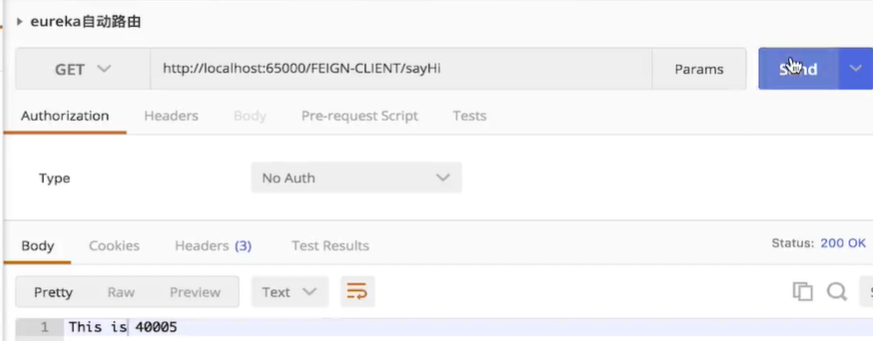 eureka自动路由
GET http://localhost:65000/FEIGN-CLIENT/sayHi Params Send
Authorization Headers Body Pre-request Script Tests
Type No Auth
Body Cookies Headers (3) Test Results Status: 200 OK
Pretty Raw Preview Text
1 This is 40005